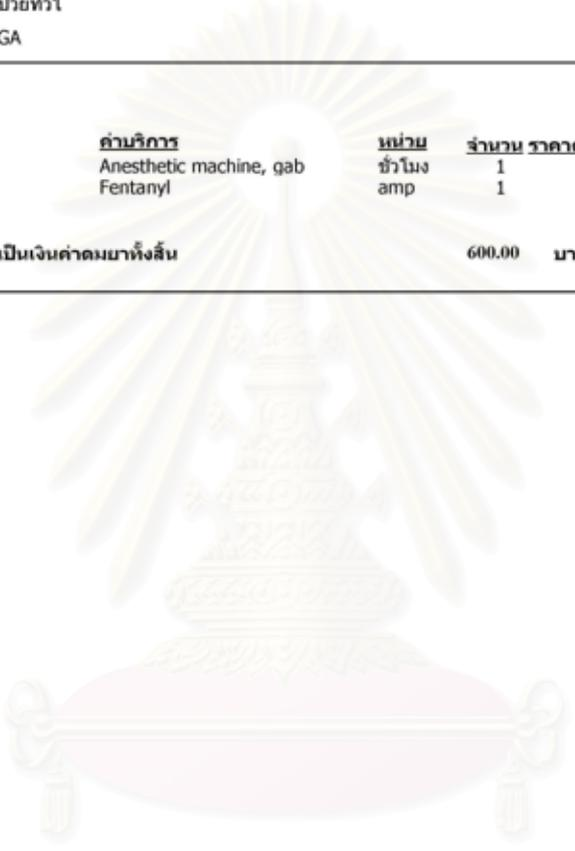 GA
ค่าบริการ หน่วย จำนวน
Anesthetic machine, gab ชั่วโมง 1
Fentanyl amp 1
เป็นเงินค่าดมยาทั้งสิ้น 600.00 บา